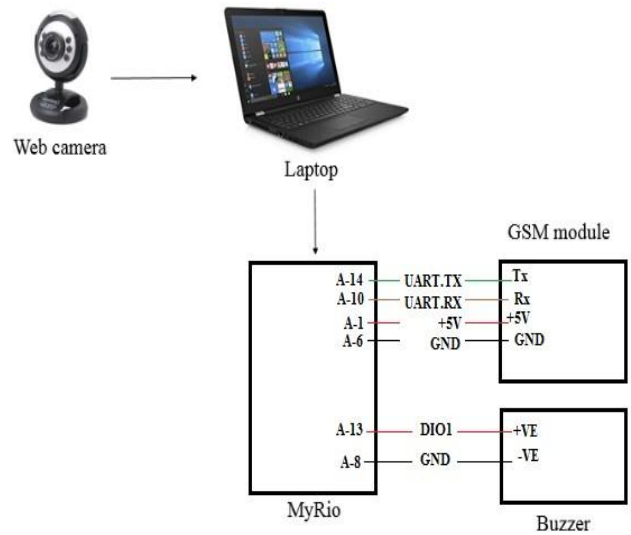 Web camera
Laptop
GSM module
A-14 UART.TX Tx
A-10 UART.RX Rx
A-1 +5V +5V
A-6 GND GND
A-13 DIO1 +VE
A-8 GND -VE
MyRio
Buzzer